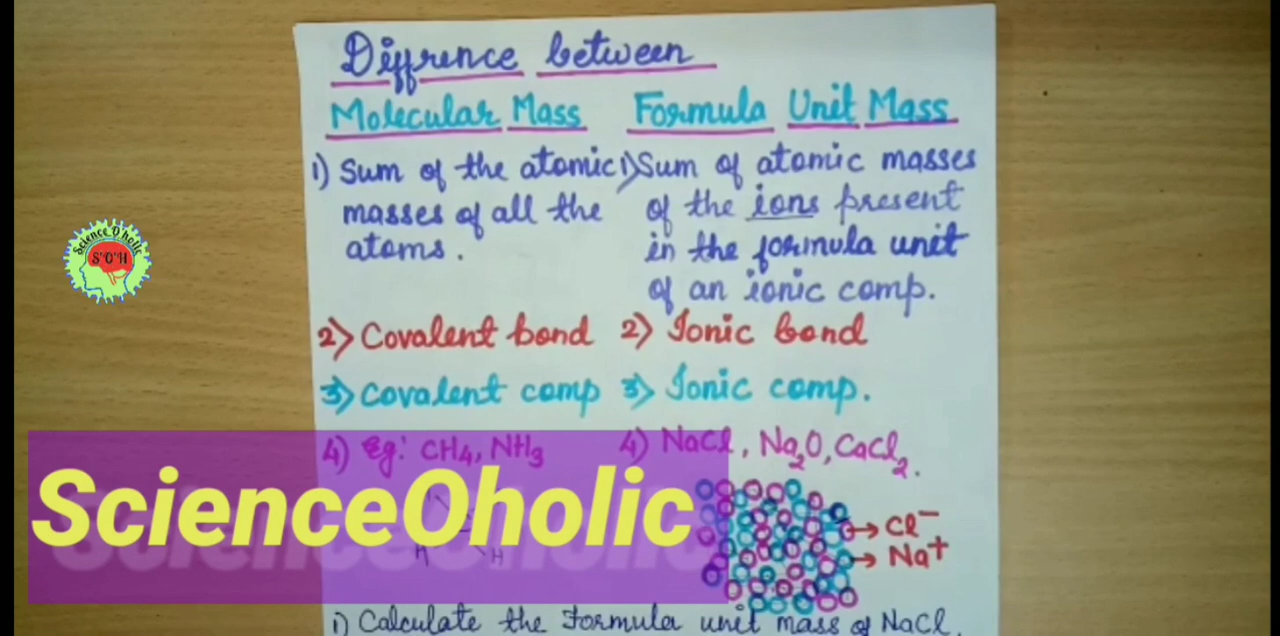 Diffrence between
Molecular Mass Formula Unit Mass
1) Sum of the atomic 1) Sum of atomic masses
masses of all the of the ions present
atoms. in the formula unit
of an ionic comp.
2) Covalent bond 2) Ionic bond
3) Covalent comp 3) Ionic comp.
4) Eg: CH4, NH3 4) NaCl, Na₂O, CaCl₂.
Science O'holic
S'O'H
ScienceOholic
H H
Cl⁻
Na⁺
1) Calculate the Formula unit mass of NaCl.